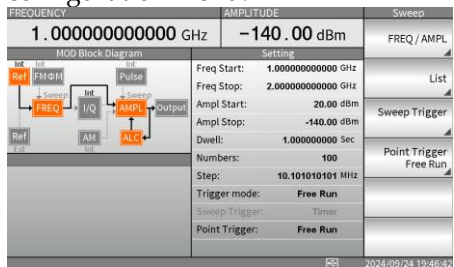 FREQUENCY AMPLITUDE Sweep
1.000000000000 GHz -140.00 dBm
FREQ / AMPL
MOD Block Diagram
Setting
Int Int
Ref FMΦM Pulse
Sweep Int Sweep
FREQ I/Q AMPL Output
Ref AM ALC
Ext Int
Freq Start: 1.000000000000 GHz
Freq Stop: 2.000000000000 GHz
Ampl Start: 20.00 dBm
Ampl Stop: -140.00 dBm
Dwell: 1.000000000 Sec
Numbers: 100
Step: 10.101010101 MHz
Trigger mode: Free Run
Sweep Trigger: Timer
Point Trigger: Free Run
List
Sweep Trigger
Point Trigger
Free Run
2024/09/24 19:46:42